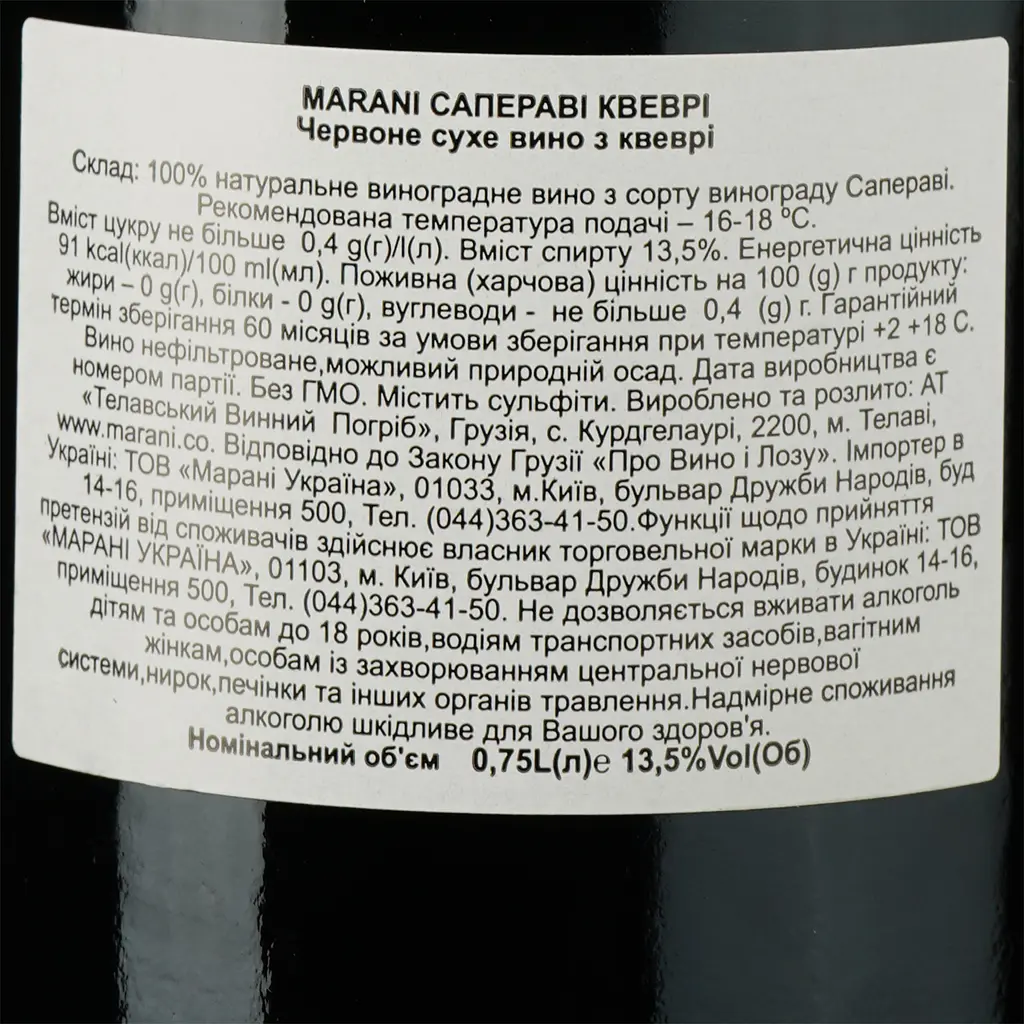 MARANI САПЕРАВІ КВЕВРІ
Червоне сухе вино з квеврі
Склад: 100% натуральне виноградне вино з сорту винограду Сапераві.
Рекомендована температура подачі – 16-18 ºС.
Вміст цукру не більше 0,4 g(г)/l(л). Вміст спирту 13,5%. Енергетична цінність
91 kcal(ккал)/100 ml(мл). Поживна (харчова) цінність на 100 (g) г продукту:
жири – 0 g(г), білки - 0 g(г), вуглеводи - не більше 0,4 (g) г. Гарантійний
термін зберігання 60 місяців за умови зберігання при температурі +2 +18 С.
Вино нефільтроване,можливий природній осад. Дата виробництва є
номером партії. Без ГМО. Містить сульфіти. Вироблено та розлито: АТ
«Телавський Винний Погріб», Грузія, с. Курдгелаурі, 2200, м. Телаві,
www.marani.co. Відповідно до Закону Грузії «Про Вино і Лозу». Імпортер в
Україні: ТОВ «Марані Україна», 01033, м.Київ, бульвар Дружби Народів, буд
14-16, приміщення 500, Тел. (044)363-41-50.Функції щодо прийняття
претензій від споживачів здійснює власник торговельної марки в Україні: ТОВ
«МАРАНІ УКРАЇНА», 01103, м. Київ, бульвар Дружби Народів, будинок 14-16,
приміщення 500, Тел. (044)363-41-50. Не дозволяється вживати алкоголь
дітям та особам до 18 років,водіям транспортних засобів,вагітним
жінкам,особам із захворюванням центральної нервової
системи,нирок,печінки та інших органів травлення.Надмірне споживання
алкоголю шкідливе для Вашого здоров'я.
Номінальний об'єм 0,75L(л)е 13,5%Vol(Об)